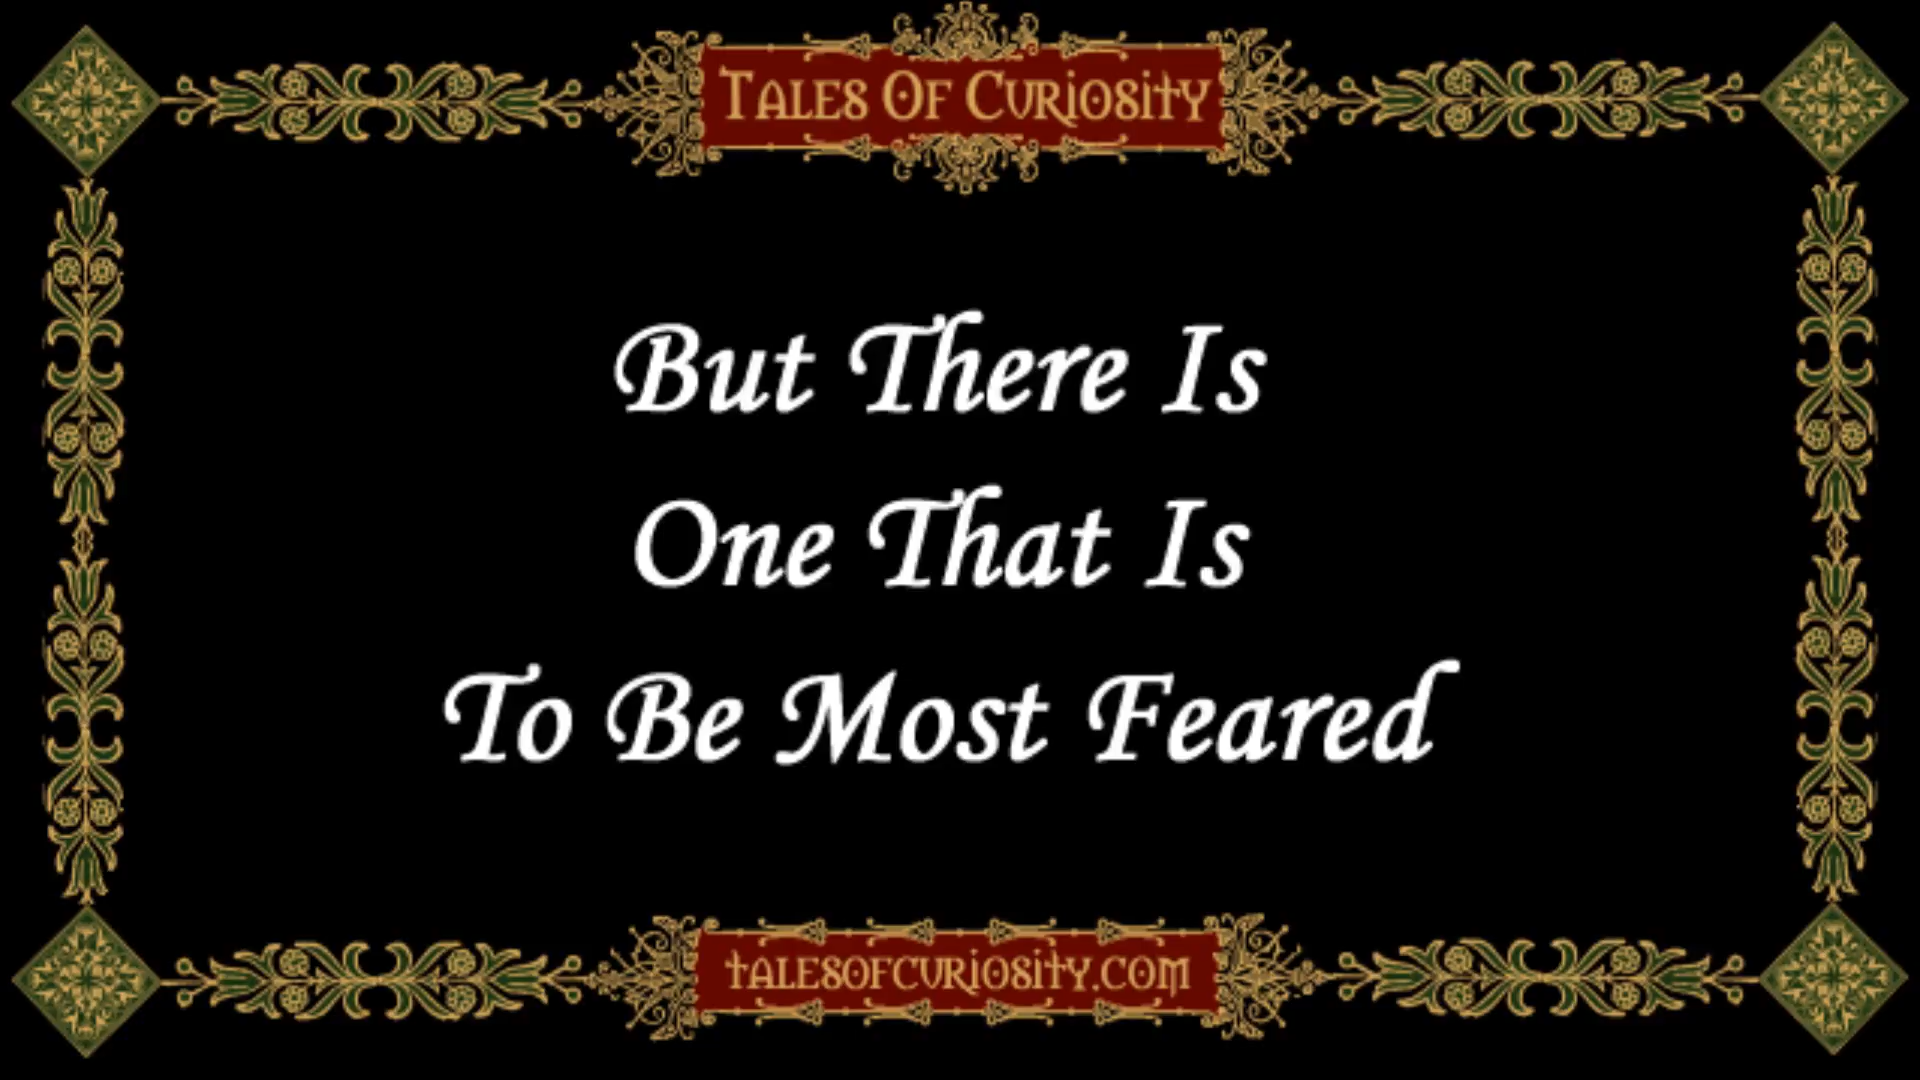 Tales Of Curiosity
But There Is
One That Is
To Be Most Feared
talesofcuriosity.com